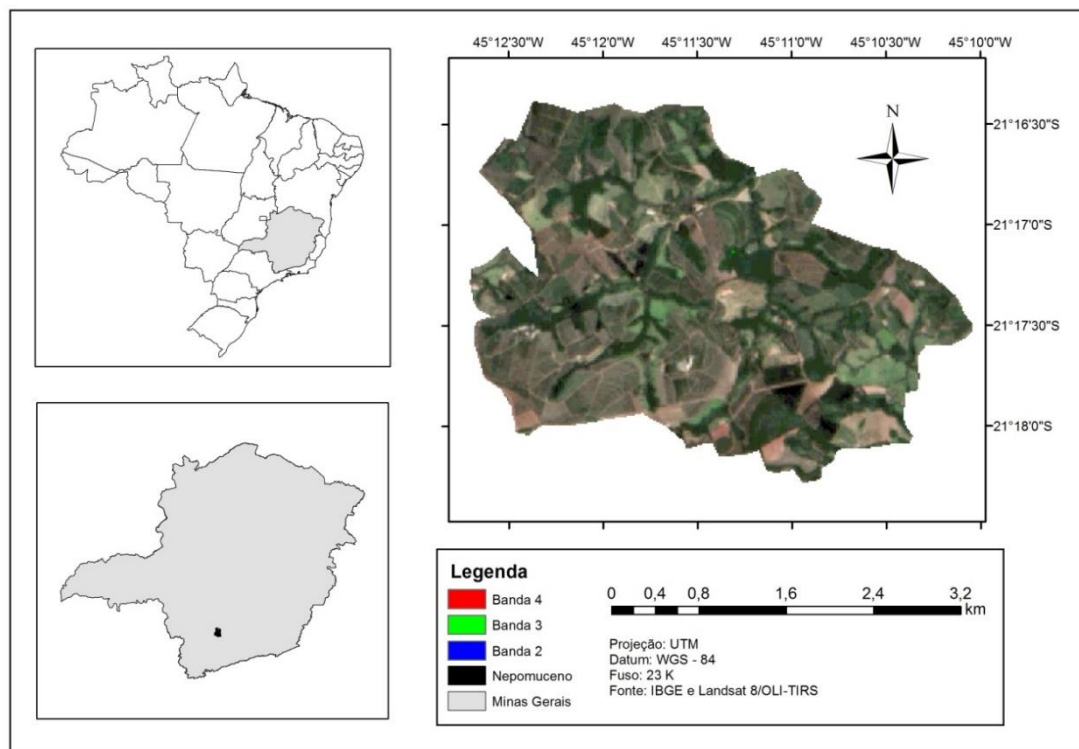 45°12'30"W 45°12'0"W 45°11'30"W 45°11'0"W 45°10'30"W 45°10'0"W
N
21°16'30"S
21°17'0"S
21°17'30"S
21°18'0"S
Legenda
Banda 4
Banda 3
Banda 2
Nepomuceno
Minas Gerais
0 0,4 0,8 1,6 2,4 3,2
km
Projeção: UTM
Datum: WGS - 84
Fuso: 23 K
Fonte: IBGE e Landsat 8/OLI-TIRS